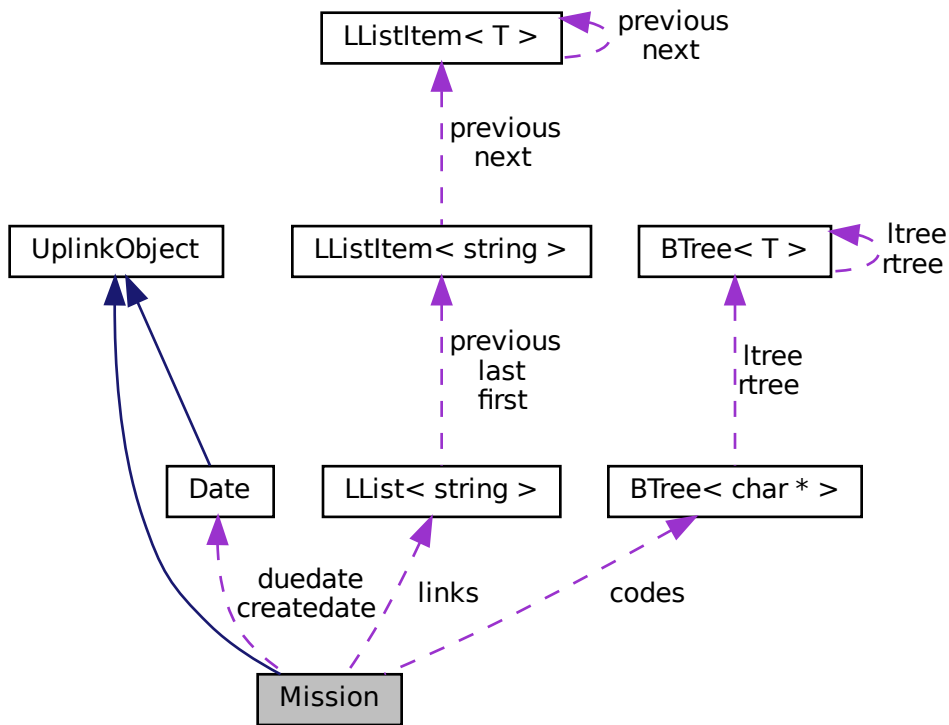 LListItem< T >
previous
next
previous
next
UplinkObject
LListItem< string >
BTree< T >
ltree
rtree
previous
last
first
ltree
rtree
Date
LList< string >
BTree< char * >
duedate
createdate
links
codes
Mission